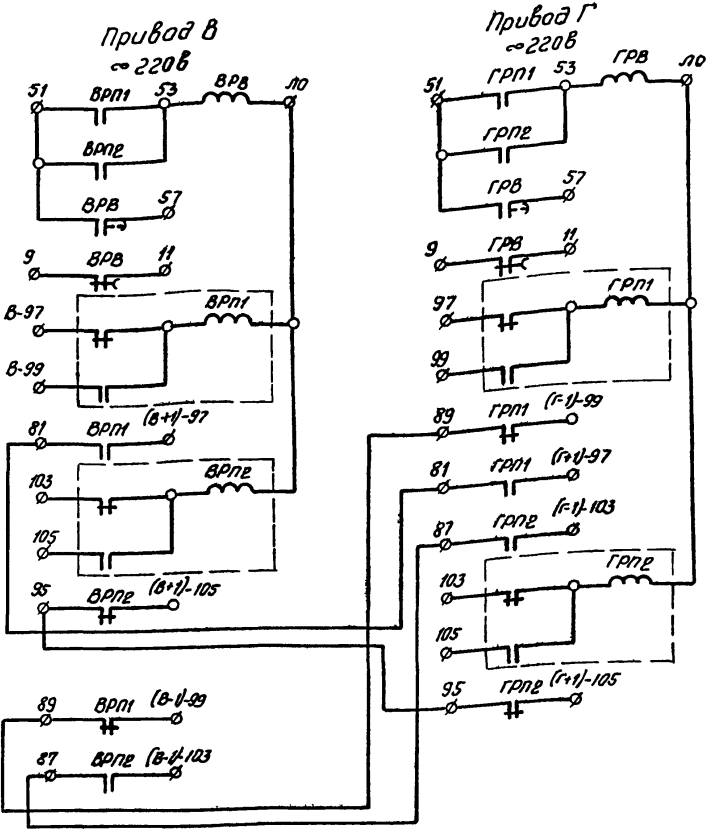 Привод В
∞ 220в
51 ВРП1 53 ВРВ ЛО
ВРП2
ВРВ 57
9 ВРВ 11
В-97 ВРП1
В-99
81 ВРП1 (В+1)-97
103 ВРП2
105
95 ВРП2 (В+1)-105
89 ВРП1 (В-1)-99
87 ВРП2 (В-1)-103
Привод Г
∞ 220в
51 ГРП1 53 ГРВ ЛО
ГРП2
ГРВ 57
9 ГРВ 11
97 ГРП1
99
89 ГРП1 (Г-1)-99
81 ГРП1 (Г+1)-97
87 ГРП2 (Г-1)-103
103 ГРП2
105
95 ГРП2 (Г+1)-105